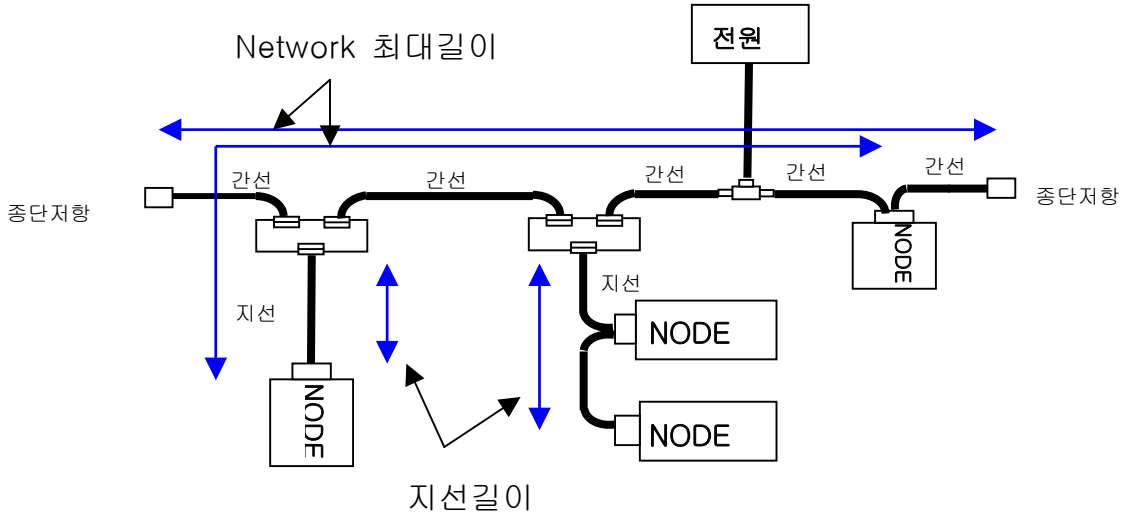 전원
Network 최대길이
간선
간선
간선
간선
간선
종단저항
종단저항
NODE
지선
지선
NODE
NODE
NODE
지선길이